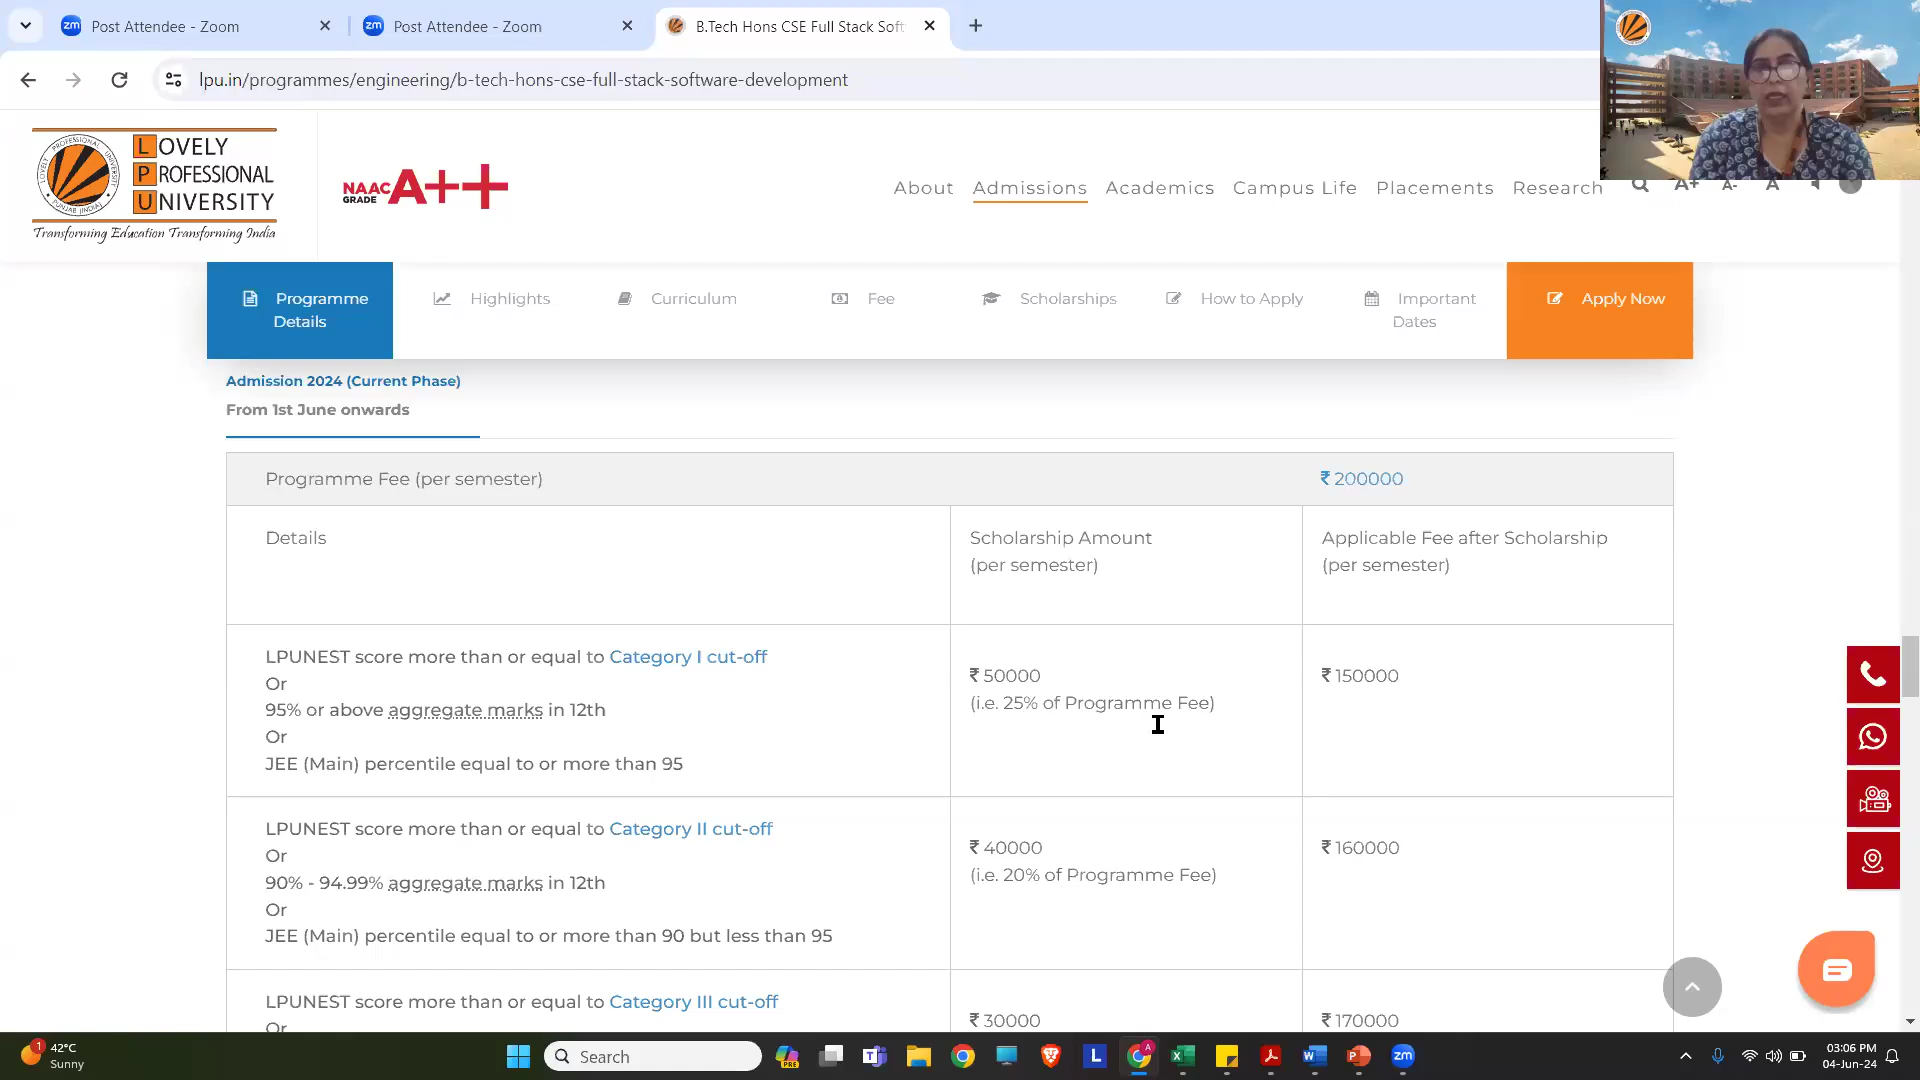 Post Attendee - Zoom
Post Attendee - Zoom
B.Tech Hons CSE Full Stack Soft
lpu.in/programmes/engineering/b-tech-hons-cse-full-stack-software-development
LOVELY
PROFESSIONAL
UNIVERSITY
Transforming Education Transforming India
NAAC
GRADE
A++
About
Admissions
Academics
Campus Life
Placements
Research
A+
A-
A
Programme
Details
Highlights
Curriculum
Fee
Scholarships
How to Apply
Important
Dates
Apply Now
Admission 2024 (Current Phase)
From 1st June onwards
Programme Fee (per semester)
₹ 200000
Details
Scholarship Amount
(per semester)
Applicable Fee after Scholarship
(per semester)
LPUNEST score more than or equal to Category I cut-off
Or
95% or above aggregate marks in 12th
Or
JEE (Main) percentile equal to or more than 95
₹ 50000
(i.e. 25% of Programme Fee)
₹ 150000
LPUNEST score more than or equal to Category II cut-off
Or
90% - 94.99% aggregate marks in 12th
Or
JEE (Main) percentile equal to or more than 90 but less than 95
₹ 40000
(i.e. 20% of Programme Fee)
₹ 160000
LPUNEST score more than or equal to Category III cut-off
Or
₹ 30000
₹ 170000
1
42°C
Sunny
Search
PRE
zm
03:06 PM
04-Jun-24